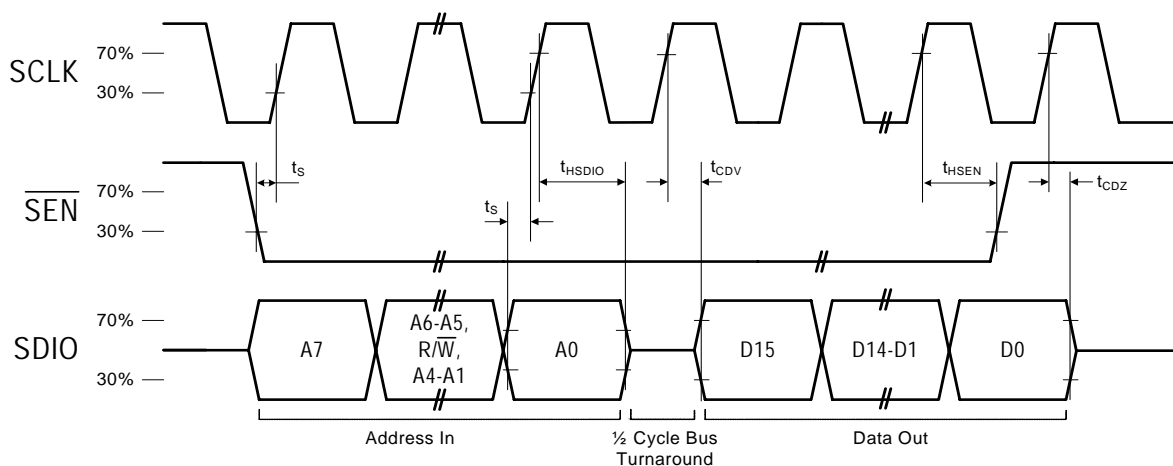 SCLK
70%
30%
tS
tHSDIO
tCDV
tHSEN
tCDZ
SEN
70%
30%
tS
SDIO
70%
30%
A7
A6-A5,
R/W,
A4-A1
A0
D15
D14-D1
D0
Address In
½ Cycle Bus
Turnaround
Data Out